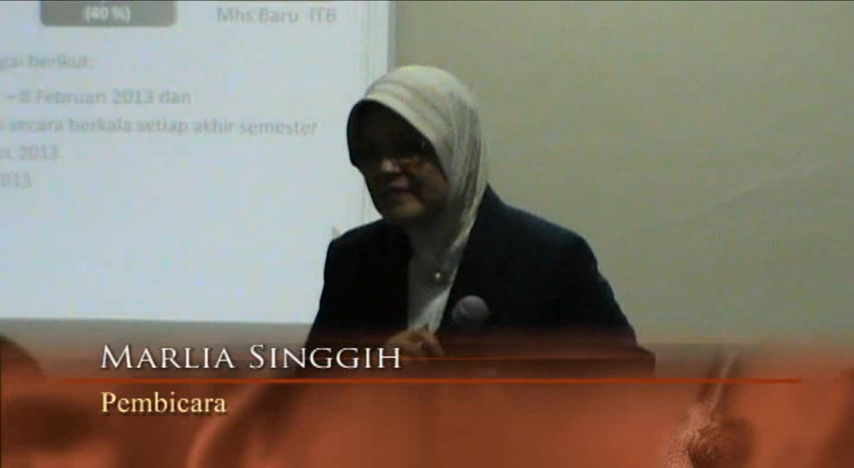 (40 %)
Mhs Baru ITB
gai berikut:
– 8 Februari 2013 dan
secara berkala setiap akhir semester
2013
2013
MARLIA SINGGIH
Pembicara